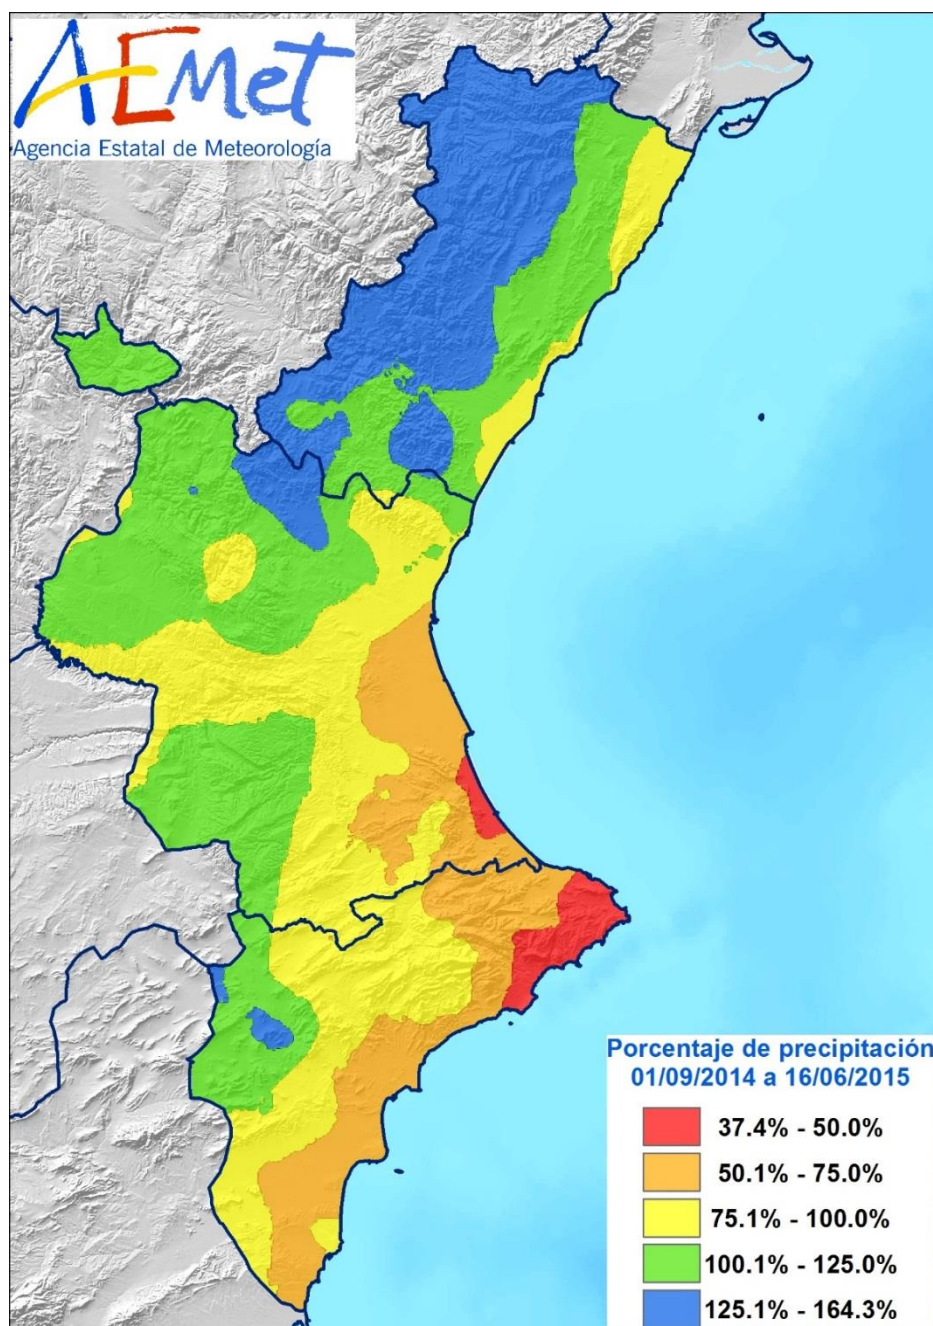 AEMet
Agencia Estatal de Meteorología
Porcentaje de precipitación
01/09/2014 a 16/06/2015
37.4% - 50.0%
50.1% - 75.0%
75.1% - 100.0%
100.1% - 125.0%
125.1% - 164.3%